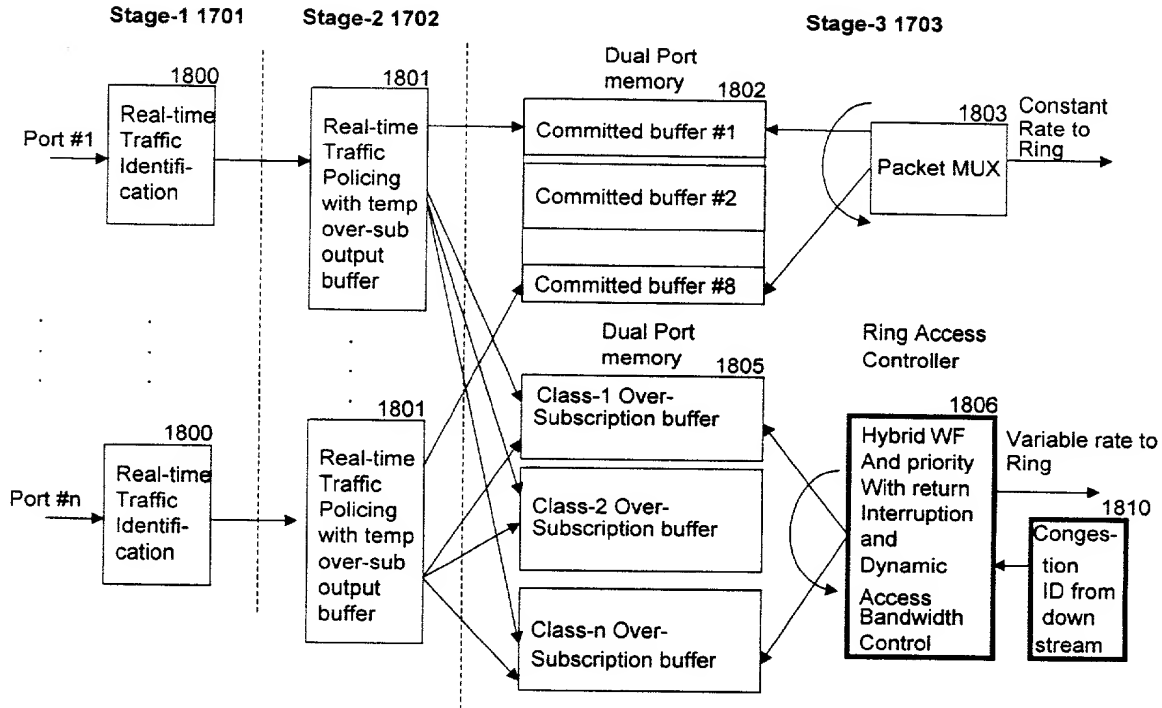 Stage-1 1701
Stage-2 1702
Stage-3 1703
1800
Real-time
Traffic
Identifi-
cation
Port #1
1801
Real-time
Traffic
Policing
with temp
over-sub
output
buffer
Dual Port
memory
1802
Committed buffer #1
Committed buffer #2
Committed buffer #8
1803
Packet MUX
Constant
Rate to
Ring
1800
Real-time
Traffic
Identifi-
cation
Port #n
1801
Real-time
Traffic
Policing
with temp
over-sub
output
buffer
Dual Port
memory
1805
Class-1 Over-
Subscription buffer
Class-2 Over-
Subscription buffer
Class-n Over-
Subscription buffer
Ring Access
Controller
1806
Hybrid WF
And priority
With return
Interruption
and
Dynamic
Access
Bandwidth
Control
Variable rate to
Ring
1810
Conges-
tion
ID from
down
stream